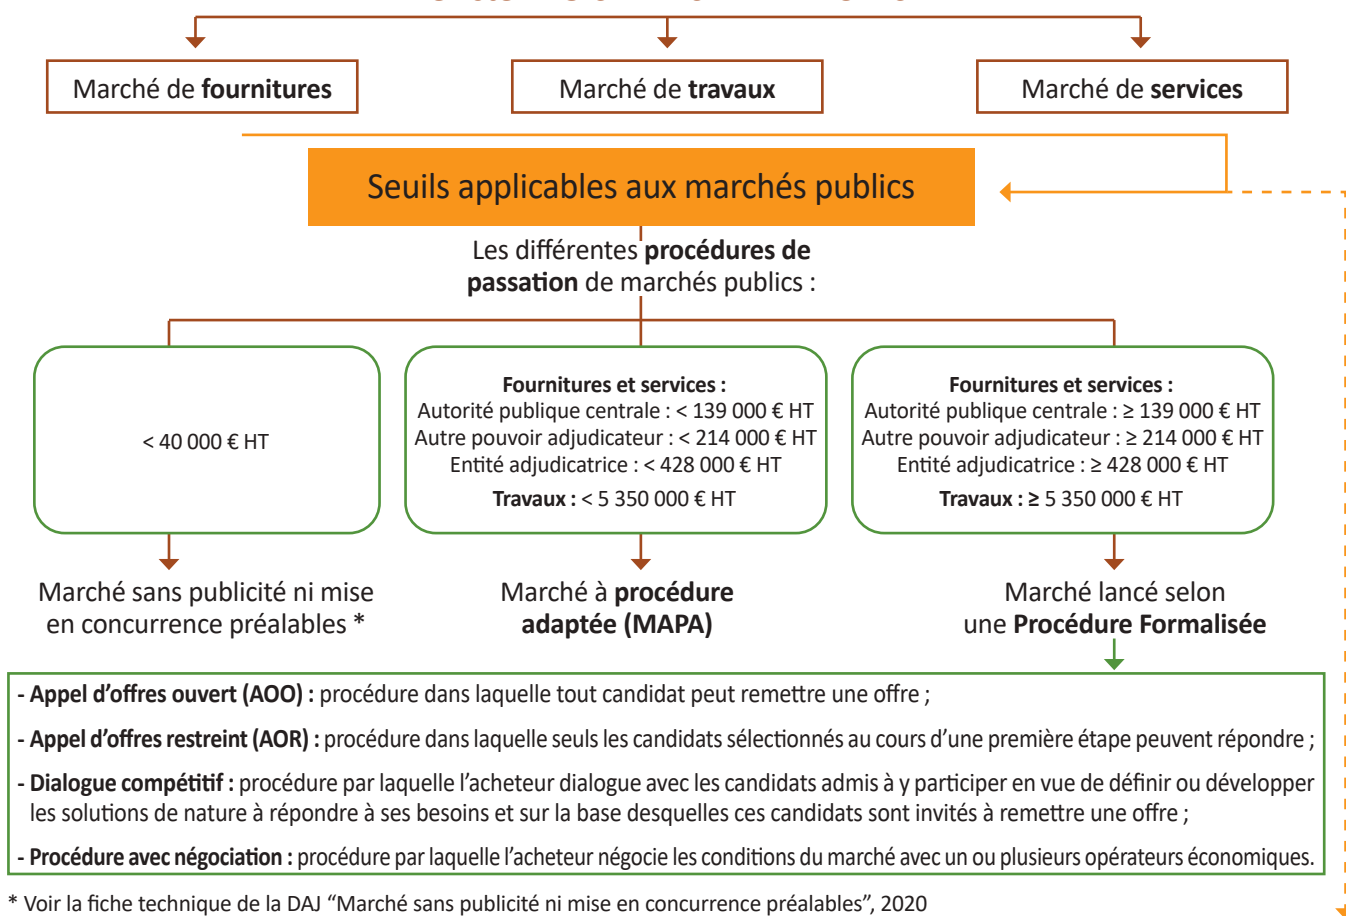 Marché de fournitures
Marché de travaux
Marché de services
Seuils applicables aux marchés publics
Les différentes procédures de
passation de marchés publics :
< 40 000 € HT
Fournitures et services :
Autorité publique centrale : < 139 000 € HT
Autre pouvoir adjudicateur : < 214 000 € HT
Entité adjudicatrice : < 428 000 € HT
Travaux : < 5 350 000 € HT
Fournitures et services :
Autorité publique centrale : ≥ 139 000 € HT
Autre pouvoir adjudicateur : ≥ 214 000 € HT
Entité adjudicatrice : ≥ 428 000 € HT
Travaux : ≥ 5 350 000 € HT
Marché sans publicité ni mise
en concurrence préalables *
Marché à procédure
adaptée (MAPA)
Marché lancé selon
une Procédure Formalisée
- Appel d’offres ouvert (AOO) : procédure dans laquelle tout candidat peut remettre une offre ;
- Appel d’offres restreint (AOR) : procédure dans laquelle seuls les candidats sélectionnés au cours d’une première étape peuvent répondre ;
- Dialogue compétitif : procédure par laquelle l’acheteur dialogue avec les candidats admis à y participer en vue de définir ou développer
les solutions de nature à répondre à ses besoins et sur la base desquelles ces candidats sont invités à remettre une offre ;
- Procédure avec négociation : procédure par laquelle l’acheteur négocie les conditions du marché avec un ou plusieurs opérateurs économiques.
* Voir la fiche technique de la DAJ “Marché sans publicité ni mise en concurrence préalables”, 2020